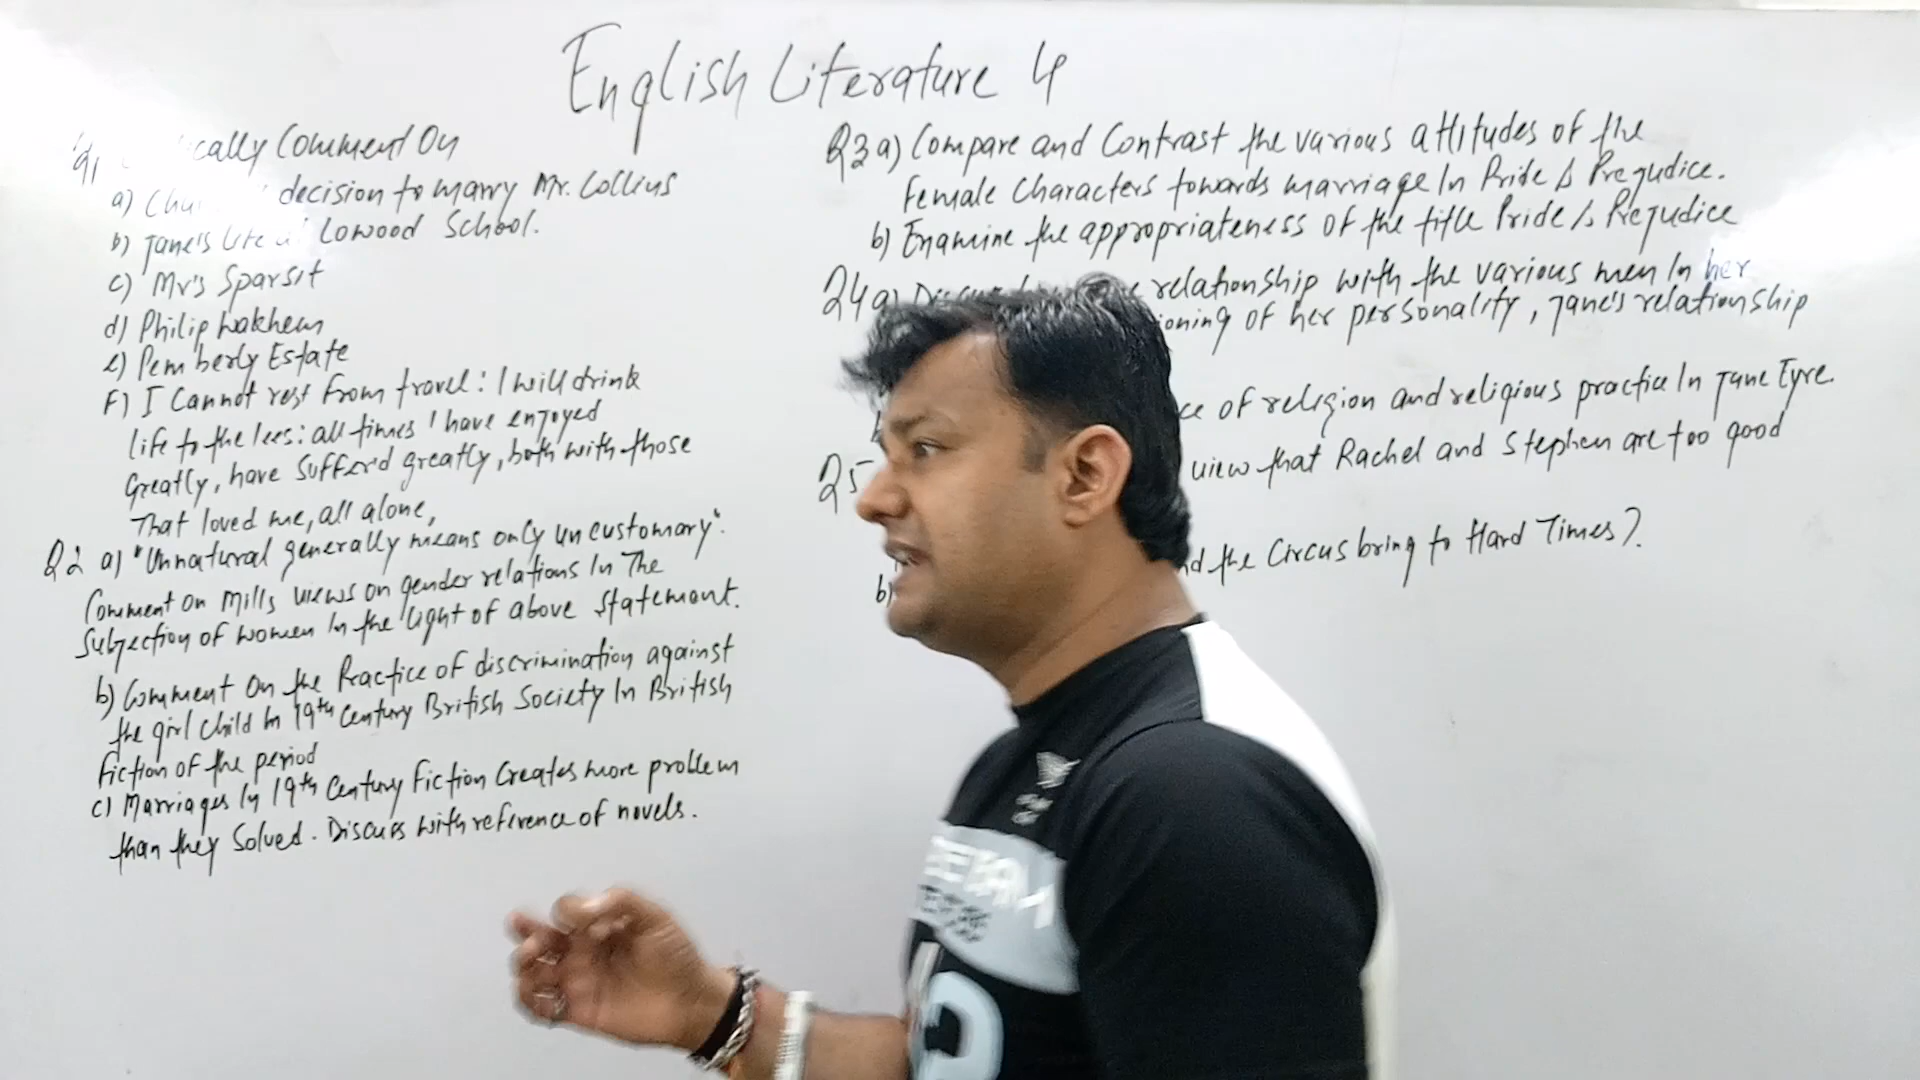 English Literature 4
Q1 Comment On
a) decision to marry Mr. Collins
b) Jane's Life Lowood School.
c) Mr's Sparsit
d) Philip Wakhem
e) Pemberly Estate
F) I Cannot rest from travel: I will drink
life to the lees: all times I have enjoyed
Greatly, have Suffer'd greatly, both with those
That loved me, all alone,
Q2 a) "Unnatural generally means only uncustomary".
Comment on Mills views on gender relations In The
Subjection of women In the light of above statement.
b) Comment On the Practice of discrimination against
the girl child In 19th Century British Society In British
Fiction of the period
c) Marriages In 19th Century Fiction Creates more problem
than they Solved. Discuss with reference of novels.
Q3 a) Compare and Contrast the various attitudes of the
Female Characters towards marriage In Pride & Prejudice.
b) Examine the appropriateness of the title Pride & Prejudice
Q4 a) relationship with the various men In her
of her personality, Jane's relationship
of religion and religious practice In Jane Eyre.
Q5 view that Rachel and Stephen are too good
b) the Circus bring to Hard Times?